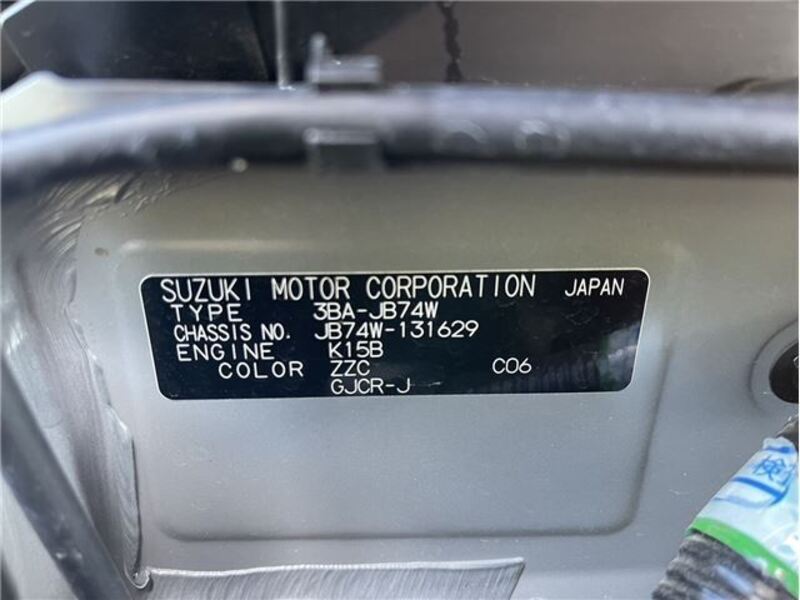 SUZUKI MOTOR CORPORATION JAPAN
TYPE 3BA-JB74W
CHASSIS NO. JB74W-131629
ENGINE K15B
COLOR ZZC C06
GJCR-J